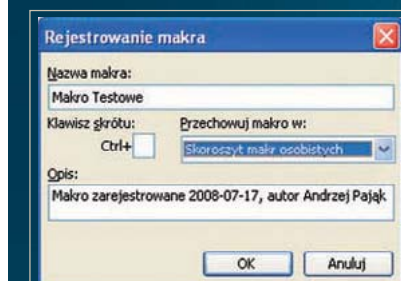 Rejestrowanie makra
Nazwa makra:
Makro Testowe
Klawisz skrótu: Przechowuj makro w:
Ctrl+ Skoroszyt makr osobistych
Opis:
Makro zarejestrowane 2008-07-17, autor Andrzej Pająk
OK Anuluj